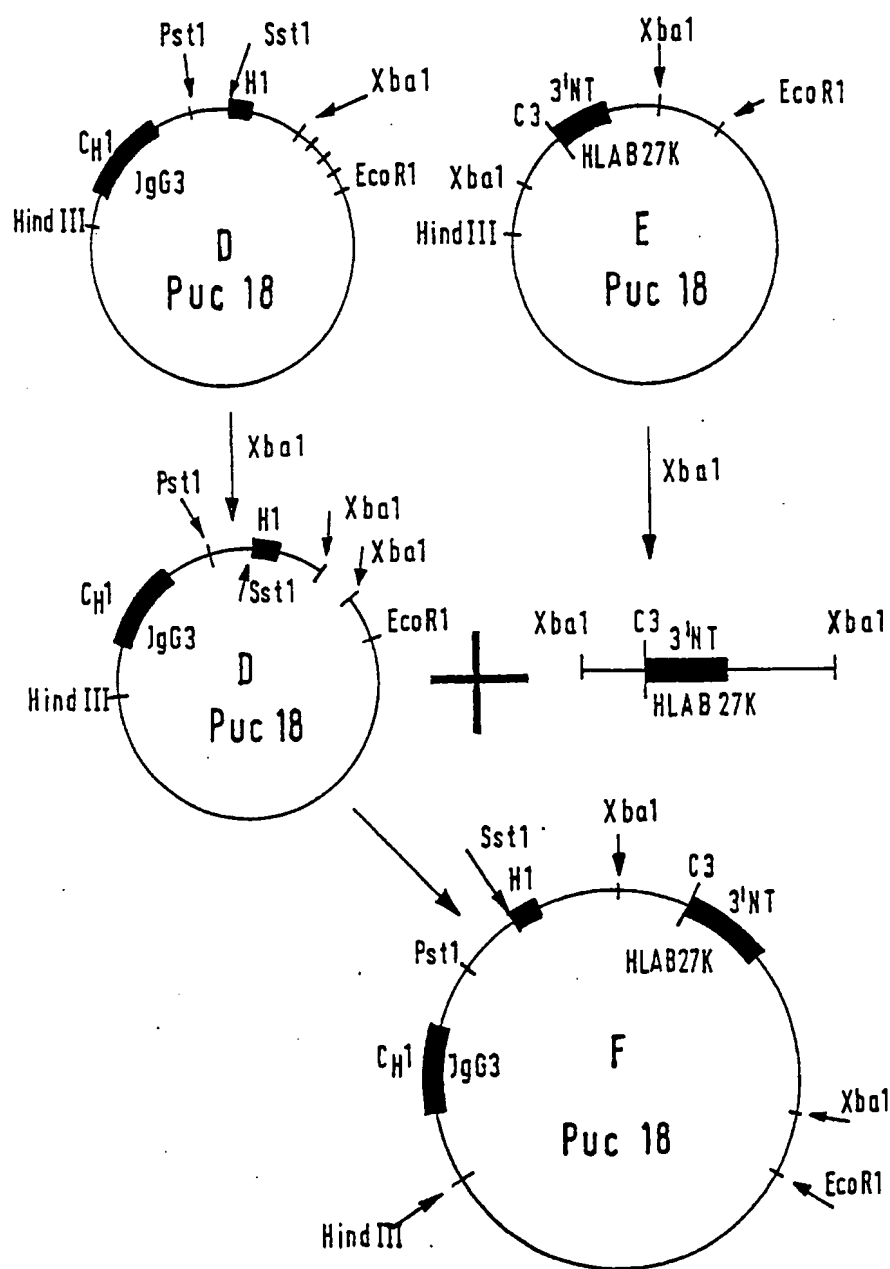 Pst1
Sst1
H1
Xba1
CH1
JgG3
EcoR1
Hind III
D
Puc 18
Xba1
3'NT
C3
EcoR1
HLAB27K
Xba1
Hind III
E
Puc 18
Xba1
Xba1
Pst1
H1
Xba1
Xba1
Sst1
CH1
JgG3
EcoR1
Hind III
D
Puc 18
+
Xba1
C3
3'NT
Xba1
HLAB27K
Sst1
H1
Xba1
C3
3'NT
Pst1
HLAB27K
CH1
JgG3
F
Puc 18
Xba1
EcoR1
Hind III